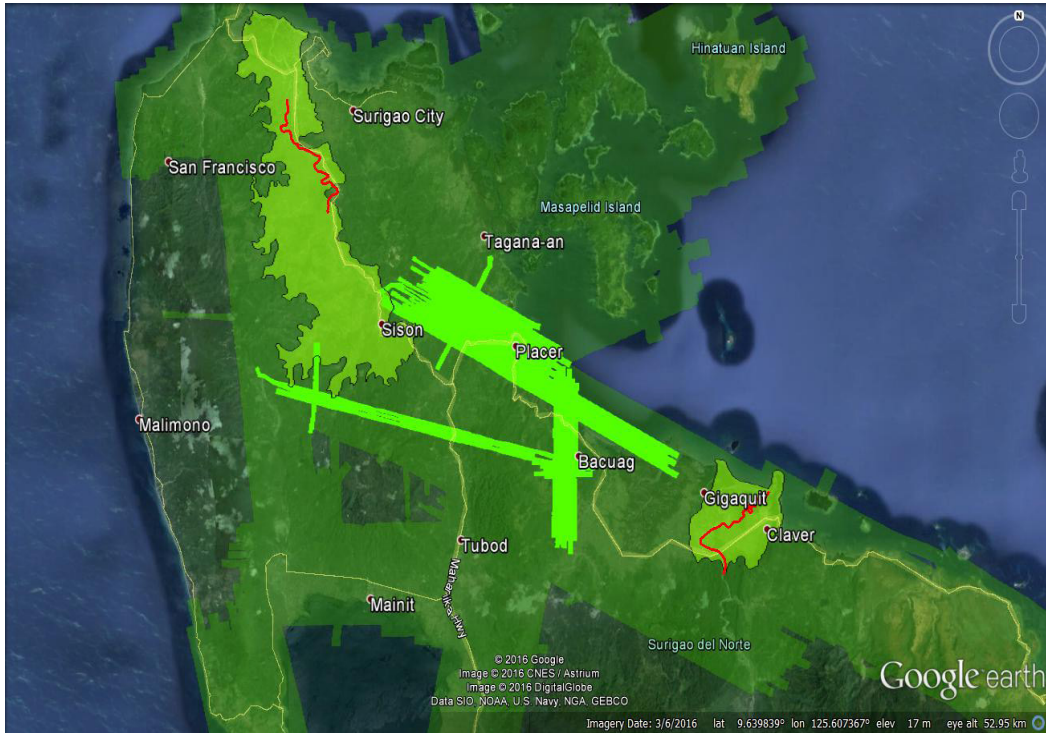 N
Hinatuan Island
Surigao City
San Francisco
Masapelid Island
Tagana-an
Sison
Placer
Malimono
Bacuag
Gigaquit
Claver
Tubod
Maharlika Hwy
Mainit
Surigao del Norte
© 2016 Google
Image © 2016 CNES / Astrium
Image © 2016 DigitalGlobe
Data SIO, NOAA, U.S. Navy, NGA, GEBCO
Google earth
Imagery Date: 3/6/2016 lat 9.639839° lon 125.607367° elev 17 m eye alt 52.95 km